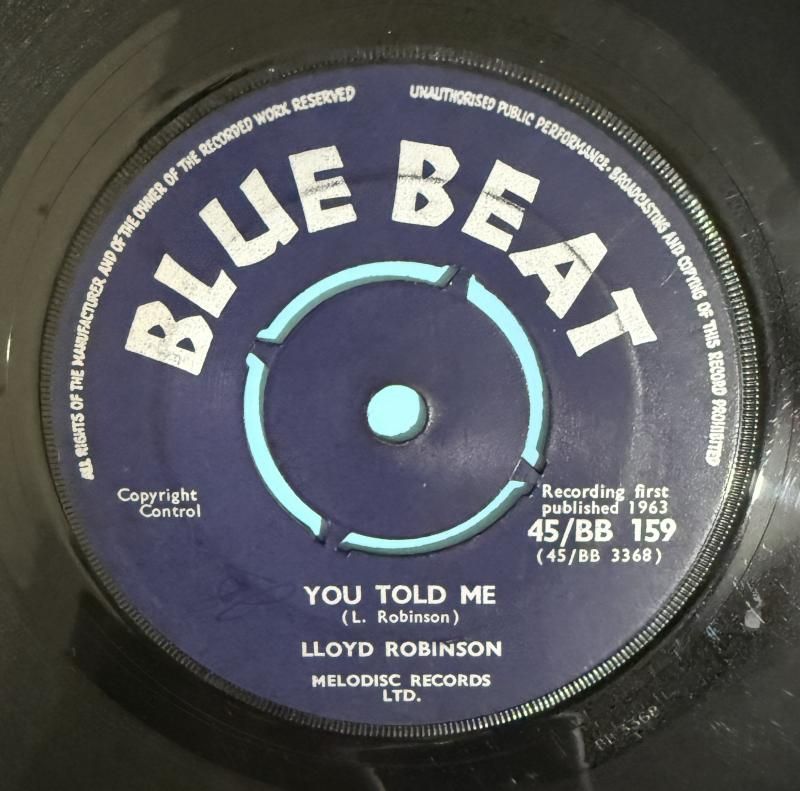 ALL RIGHTS OF THE MANUFACTURER AND OF THE OWNER OF THE RECORDED WORK RESERVED
UNAUTHORISED PUBLIC PERFORMANCE · BROADCASTING AND COPYING OF THIS RECORD PROHIBITED
BLUE BEAT
Copyright
Control
Recording first
published 1963
45/BB 159
(45/BB 3368)
YOU TOLD ME
(L. Robinson)
LLOYD ROBINSON
MELODISC RECORDS
LTD.